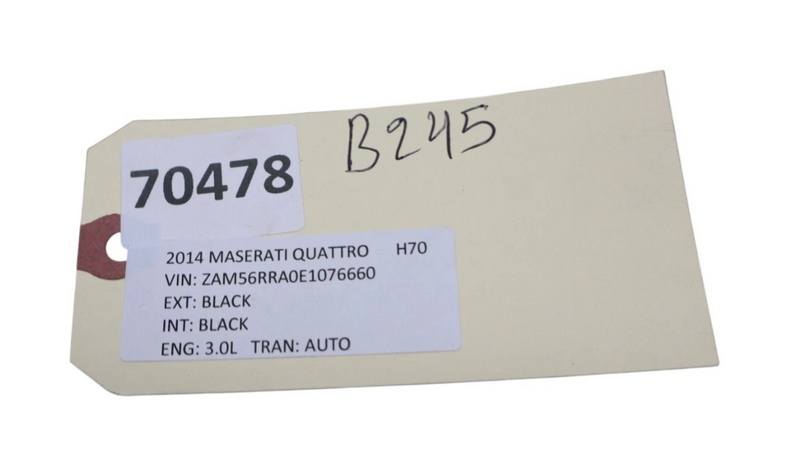 B245
70478
2014 MASERATI QUATTRO H70
VIN: ZAM56RRA0E1076660
EXT: BLACK
INT: BLACK
ENG: 3.0L TRAN: AUTO